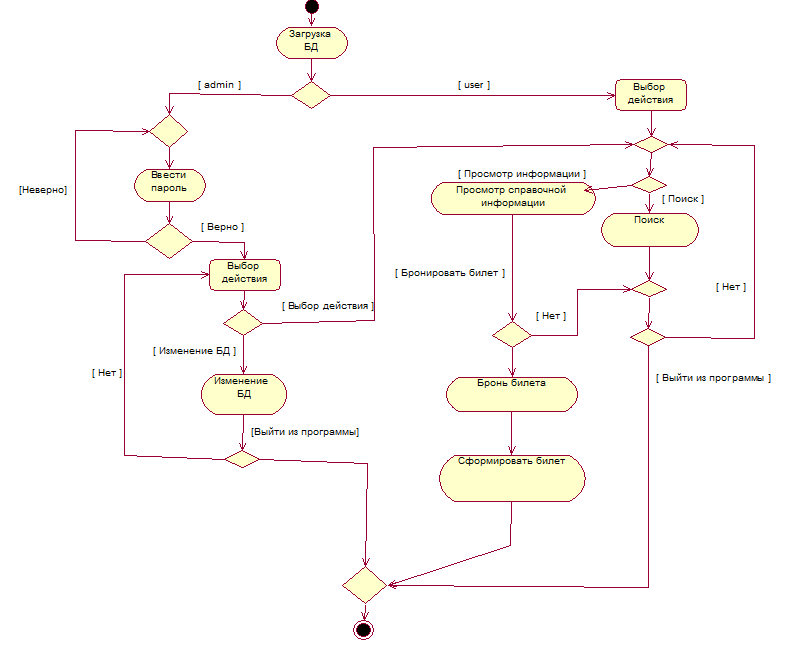 Загрузка
БД
[ admin ]
[ user ]
Выбор
действия
[Неверно]
Ввести
пароль
[ Просмотр информации ]
Просмотр справочной
информации
[ Поиск ]
Поиск
[ Верно ]
Выбор
действия
[ Бронировать билет ]
[ Нет ]
[ Выбор действия ]
[ Нет ]
[ Изменение БД ]
[ Нет ]
Изменение
БД
Бронь билета
[ Выйти из программы ]
[Выйти из программы]
Сформировать билет